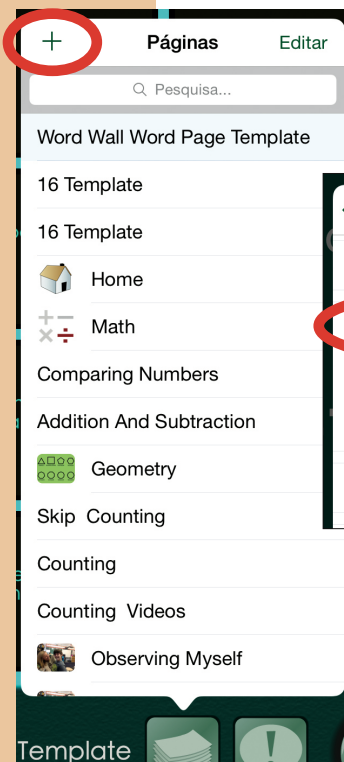 + Páginas Editar
Pesquisa...
Word Wall Word Page Template
16 Template
16 Template
Home
Math
Comparing Numbers
Addition And Subtraction
Geometry
Skip Counting
Counting
Counting Videos
Observing Myself
Template